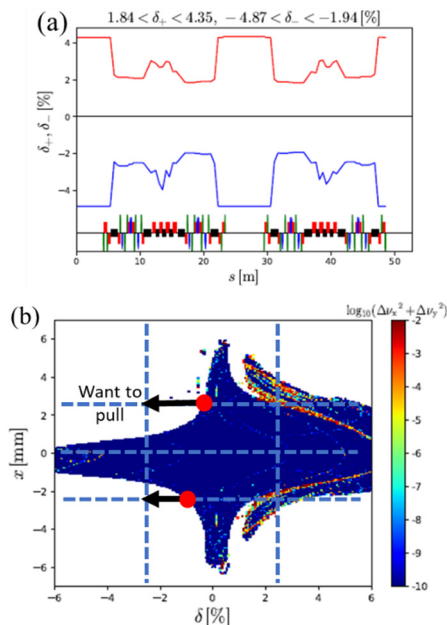 (a)
1.84 < δ₊ < 4.35, − 4.87 < δ₋ < −1.94 [%]
4
2
0
−2
−4
δ₊, δ₋ [%]
0 10 20 30 40 50
s [m]
(b)
log₁₀(Δνₓ² + Δνᵧ²)
6
4
2
0
−2
−4
−6
x [mm]
Want to
pull
−6 −4 −2 0 2 4 6
δ [%]
−2
−3
−4
−5
−6
−7
−8
−9
−10